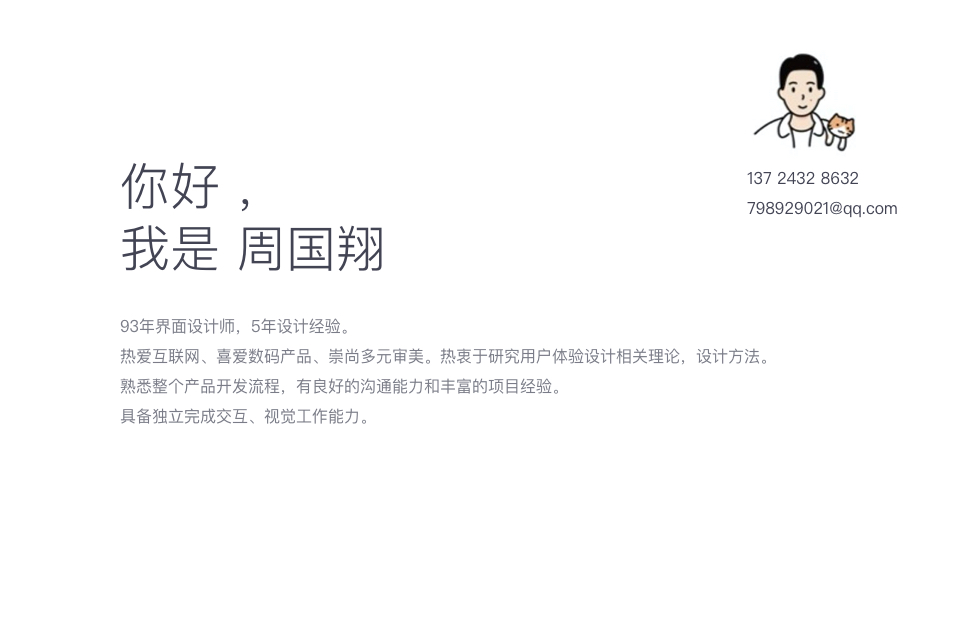 你好 ，
我是 周国翔
137 2432 8632
798929021@qq.com
93年界面设计师，5年设计经验。
热爱互联网、喜爱数码产品、崇尚多元审美。热衷于研究用户体验设计相关理论，设计方法。
熟悉整个产品开发流程，有良好的沟通能力和丰富的项目经验。
具备独立完成交互、视觉工作能力。